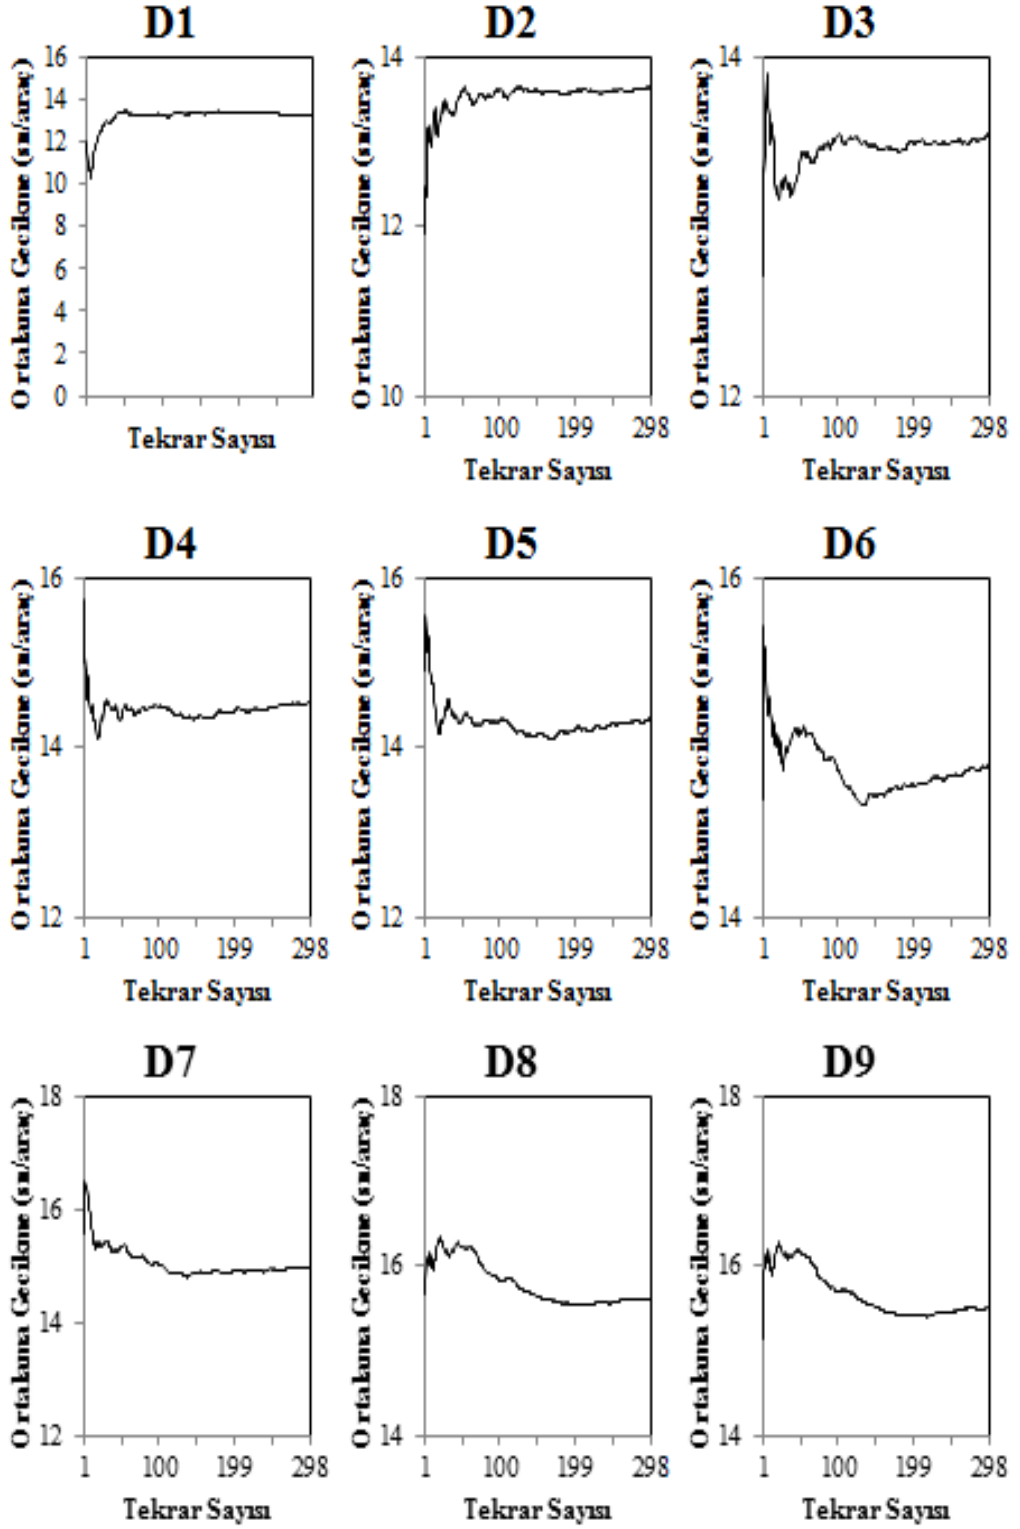 D1
Ortalama Gecikme (sn/araç)
16
14
12
10
8
6
4
2
0
Tekrar Sayısı
D2
Ortalama Gecikme (sn/araç)
14
12
10
1 100 199 298
Tekrar Sayısı
D3
Ortalama Gecikme (sn/araç)
14
12
1 100 199 298
Tekrar Sayısı
D4
Ortalama Gecikme (sn/araç)
16
14
12
1 100 199 298
Tekrar Sayısı
D5
Ortalama Gecikme (sn/araç)
16
14
12
1 100 199 298
Tekrar Sayısı
D6
Ortalama Gecikme (sn/araç)
16
14
1 100 199 298
Tekrar Sayısı
D7
Ortalama Gecikme (sn/araç)
18
16
14
12
1 100 199 298
Tekrar Sayısı
D8
Ortalama Gecikme (sn/araç)
18
16
14
1 100 199 298
Tekrar Sayısı
D9
Ortalama Gecikme (sn/araç)
18
16
14
1 100 199 298
Tekrar Sayısı